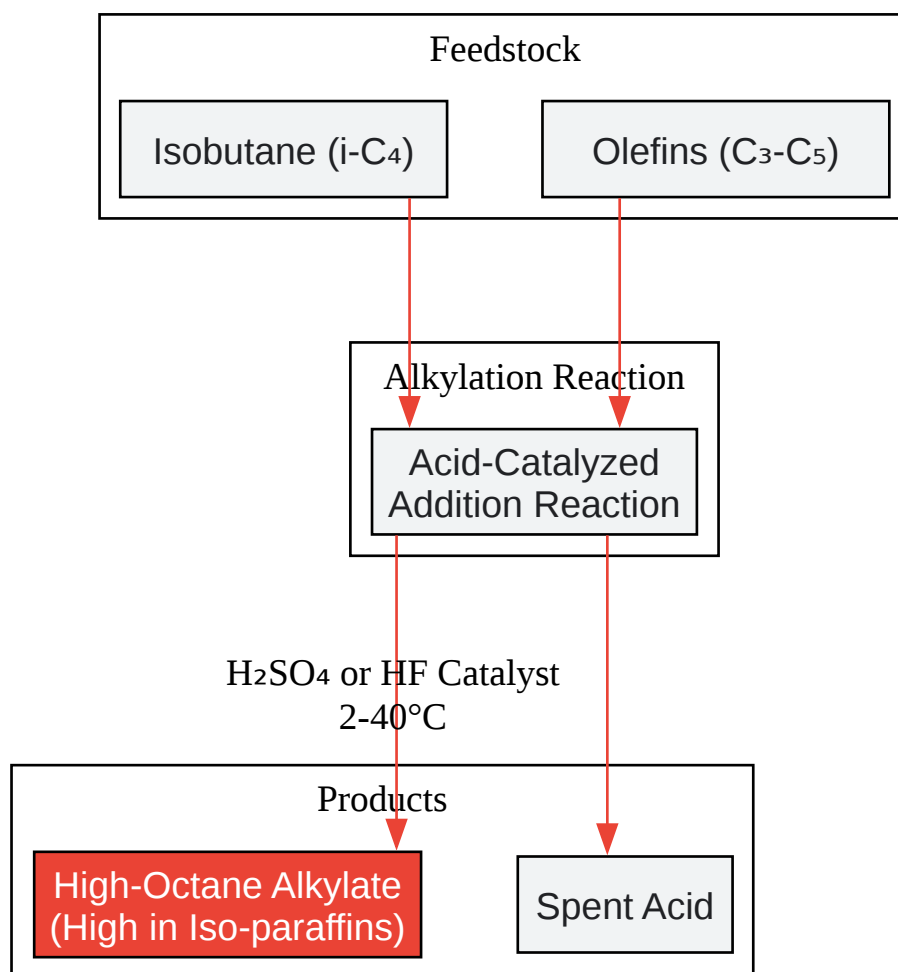 Feedstock
Isobutane (i-C₄)
Olefins (C₃-C₅)
Alkylation Reaction
Acid-Catalyzed
Addition Reaction
H₂SO₄ or HF Catalyst
2-40°C
Products
High-Octane Alkylate
(High in Iso-paraffins)
Spent Acid